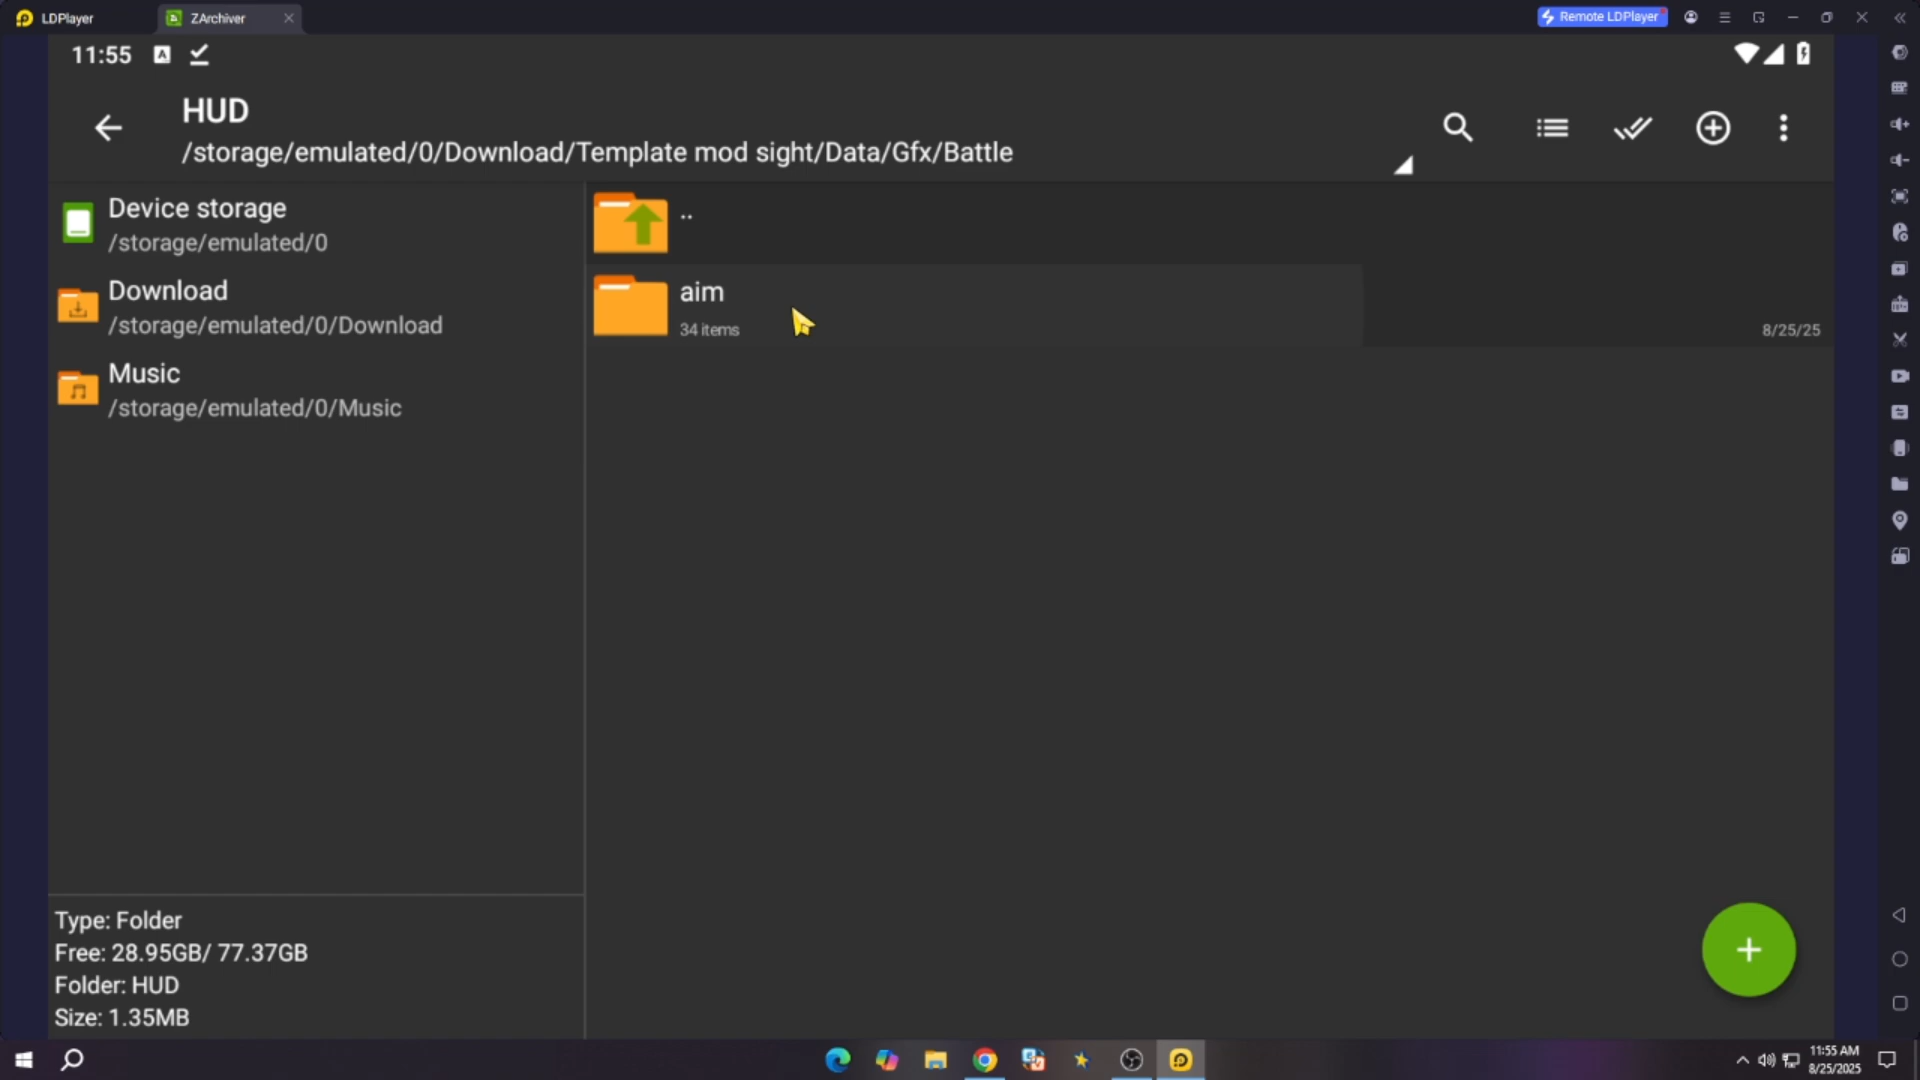 LDPlayer
ZArchiver
Remote LDPlayer
11:55
HUD
/storage/emulated/0/Download/Template mod sight/Data/Gfx/Battle
Device storage
/storage/emulated/0
Download
/storage/emulated/0/Download
Music
/storage/emulated/0/Music
..
aim
34 items
8/25/25
Type: Folder
Free: 28.95GB/ 77.37GB
Folder: HUD
Size: 1.35MB
11:55 AM
8/25/2025